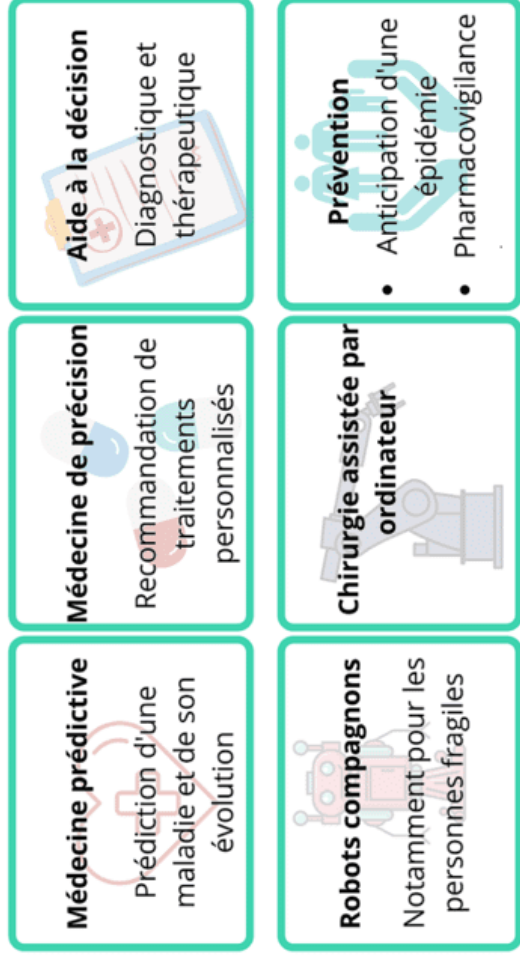 Médecine prédictive
Prédiction d'une
maladie et de son
évolution
Médecine de précision
Recommandation de
traitements
personnalisés
Aide à la décision
Diagnostique et
thérapeutique
Robots compagnons
Notamment pour les
personnes fragiles
Chirurgie assistée par
ordinateur
Prévention
• Anticipation d'une
épidémie
• Pharmacovigilance